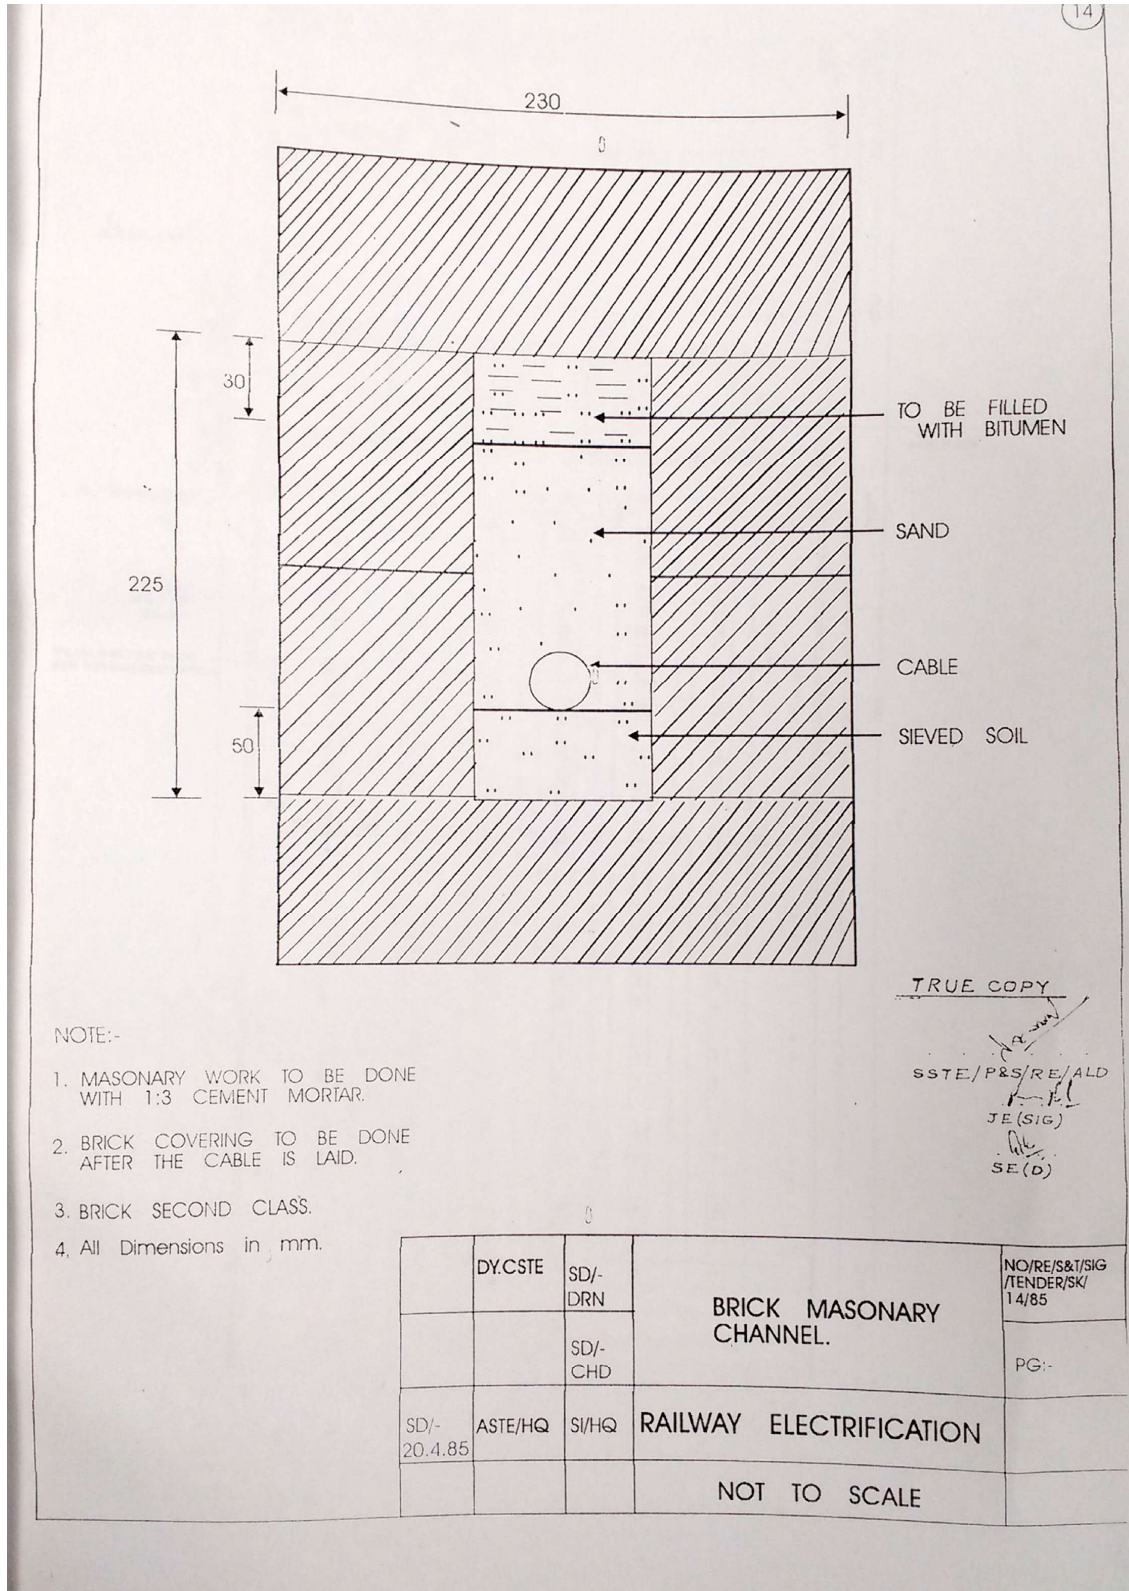 14
230
30
TO BE FILLED
WITH BITUMEN
SAND
225
CABLE
50
SIEVED SOIL
TRUE COPY
SSTE/P&S/RE/ALD
JE(SIG)
SE(D)
NOTE:-
1. MASONARY WORK TO BE DONE
WITH 1:3 CEMENT MORTAR.
2. BRICK COVERING TO BE DONE
AFTER THE CABLE IS LAID.
3. BRICK SECOND CLASS.
4. All Dimensions in mm.
DY.CSTE
SD/-
DRN
SD/-
CHD
BRICK MASONARY
CHANNEL.
NO/RE/S&T/SIG
/TENDER/SK/
14/85
PG:-
SD/-
20.4.85
ASTE/HQ
SI/HQ
RAILWAY ELECTRIFICATION
NOT TO SCALE